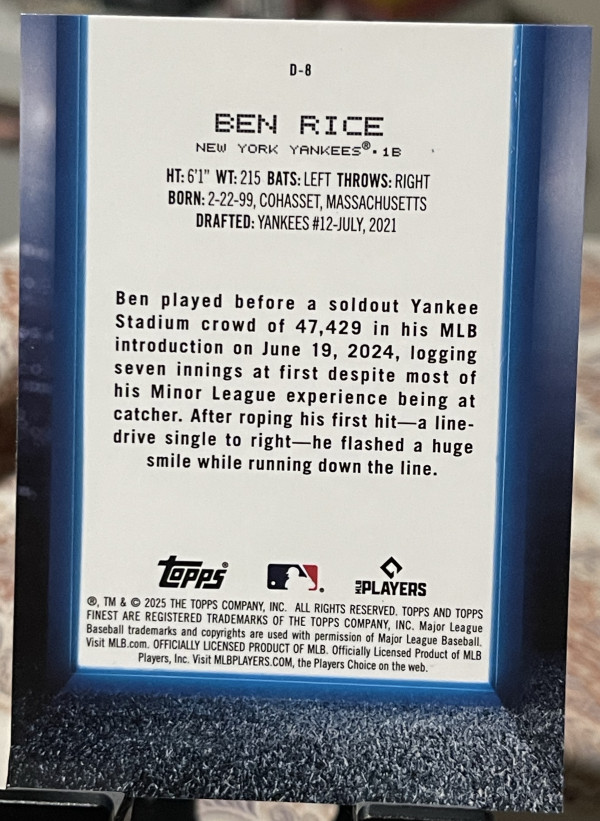 D-8
BEN RICE
NEW YORK YANKEES®•1B
HT: 6'1" WT: 215 BATS: LEFT THROWS: RIGHT
BORN: 2-22-99, COHASSET, MASSACHUSETTS
DRAFTED: YANKEES #12-JULY, 2021
Ben played before a soldout Yankee
Stadium crowd of 47,429 in his MLB
introduction on June 19, 2024, logging
seven innings at first despite most of
his Minor League experience being at
catcher. After roping his first hit—a line-
drive single to right—he flashed a huge
smile while running down the line.
topps® ® MLB PLAYERS
®, TM & © 2025 THE TOPPS COMPANY, INC. ALL RIGHTS RESERVED. TOPPS AND TOPPS
FINEST ARE REGISTERED TRADEMARKS OF THE TOPPS COMPANY, INC. Major League
Baseball trademarks and copyrights are used with permission of Major League Baseball.
Visit MLB.com. OFFICIALLY LICENSED PRODUCT OF MLB. Officially Licensed Product of MLB
Players, Inc. Visit MLBPLAYERS.COM, the Players Choice on the web.